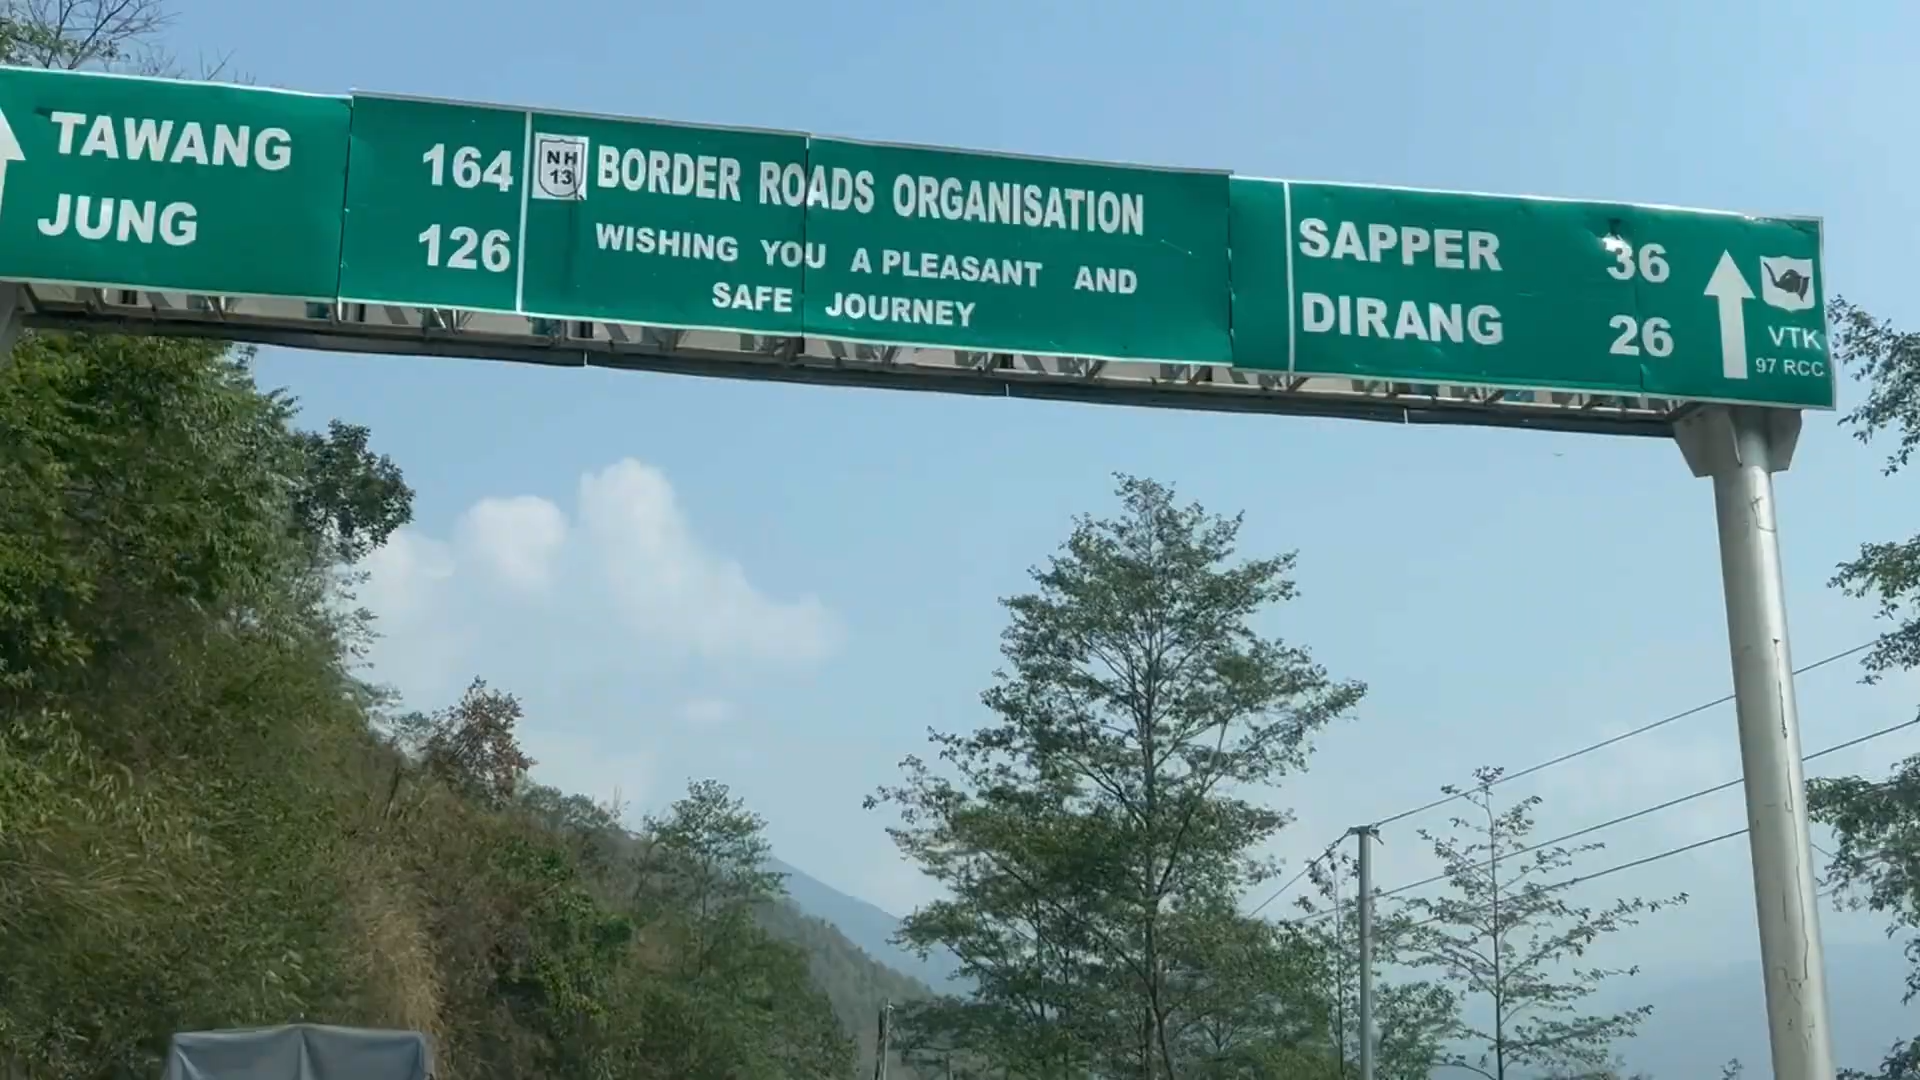 TAWANG 164
JUNG 126
NH
13
BORDER ROADS ORGANISATION
WISHING YOU A PLEASANT AND
SAFE JOURNEY
SAPPER 36
DIRANG 26
VTK
97 RCC